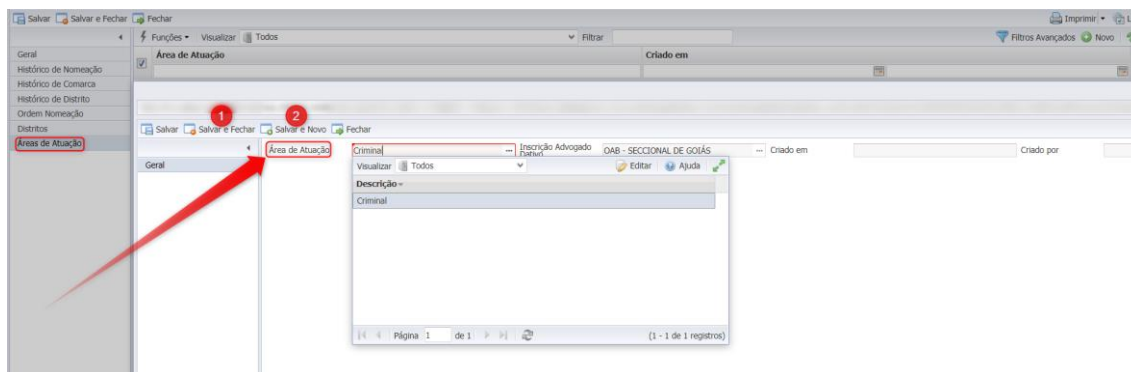 Salvar Salvar e Fechar Fechar Imprimir
Funções Visualizar Todos Filtrar Filtros Avançados Novo
Geral
Área de Atuação Criado em
Histórico de Nomeação
Histórico de Comarca
Histórico de Distrito
Ordem Nomeação
1 2
Distritos
Salvar Salvar e Fechar Salvar e Novo Fechar
Áreas de Atuação
Área de Atuação Criminal ... Inscrição Advogado Dativo OAB - SECCIONAL DE GOIÁS ... Criado em Criado por
Geral
Visualizar Todos Editar Ajuda
Descrição
Criminal
Página 1 de 1 (1 - 1 de 1 registros)